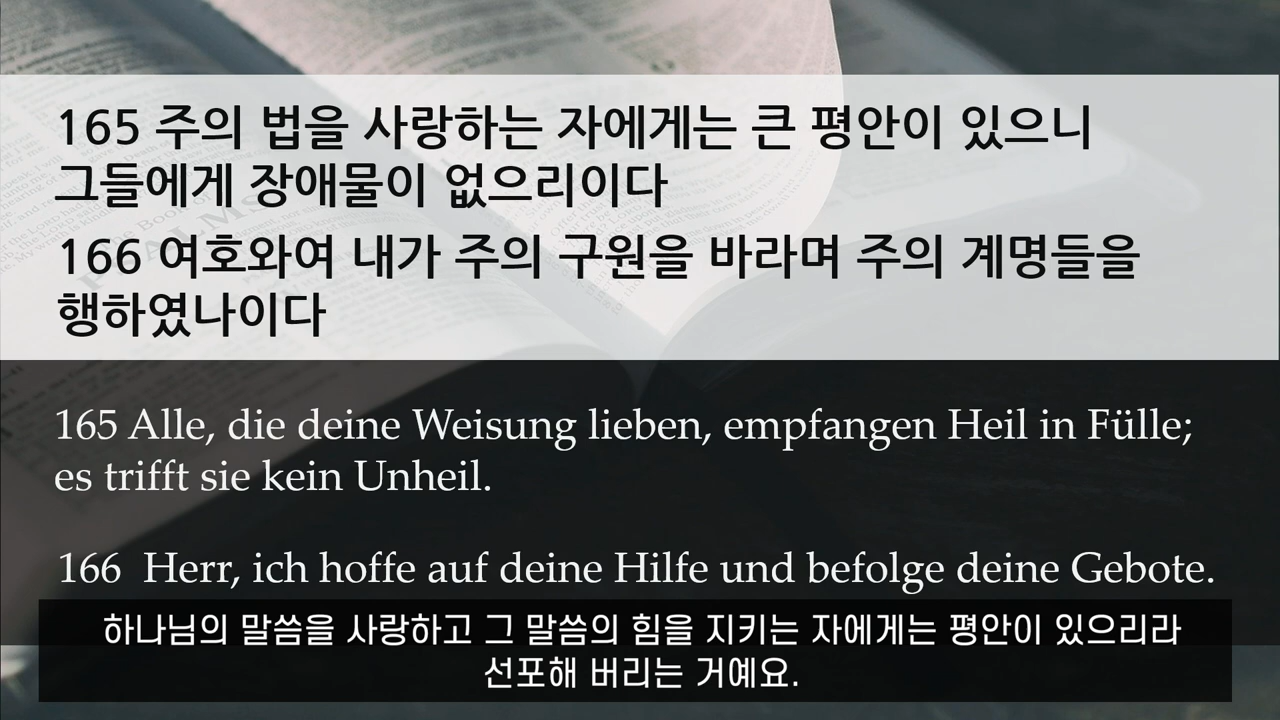 165 주의 법을 사랑하는 자에게는 큰 평안이 있으니
그들에게 장애물이 없으리이다
166 여호와여 내가 주의 구원을 바라며 주의 계명들을
행하였나이다
165 Alle, die deine Weisung lieben, empfangen Heil in Fülle;
es trifft sie kein Unheil.
166 Herr, ich hoffe auf deine Hilfe und befolge deine Gebote.
하나님의 말씀을 사랑하고 그 말씀의 힘을 지키는 자에게는 평안이 있으리라
선포해 버리는 거예요.